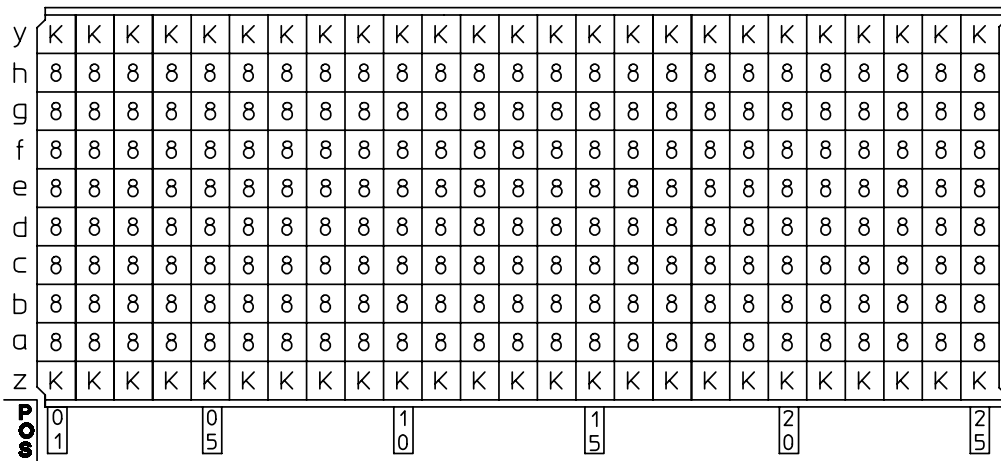 y K K K K K K K K K K K K K K K K K K K K K K K K K
h 8 8 8 8 8 8 8 8 8 8 8 8 8 8 8 8 8 8 8 8 8 8 8 8 8
g 8 8 8 8 8 8 8 8 8 8 8 8 8 8 8 8 8 8 8 8 8 8 8 8 8
f 8 8 8 8 8 8 8 8 8 8 8 8 8 8 8 8 8 8 8 8 8 8 8 8 8
e 8 8 8 8 8 8 8 8 8 8 8 8 8 8 8 8 8 8 8 8 8 8 8 8 8
d 8 8 8 8 8 8 8 8 8 8 8 8 8 8 8 8 8 8 8 8 8 8 8 8 8
c 8 8 8 8 8 8 8 8 8 8 8 8 8 8 8 8 8 8 8 8 8 8 8 8 8
b 8 8 8 8 8 8 8 8 8 8 8 8 8 8 8 8 8 8 8 8 8 8 8 8 8
a 8 8 8 8 8 8 8 8 8 8 8 8 8 8 8 8 8 8 8 8 8 8 8 8 8
z K K K K K K K K K K K K K K K K K K K K K K K K K
POS 01 05 10 15 20 25